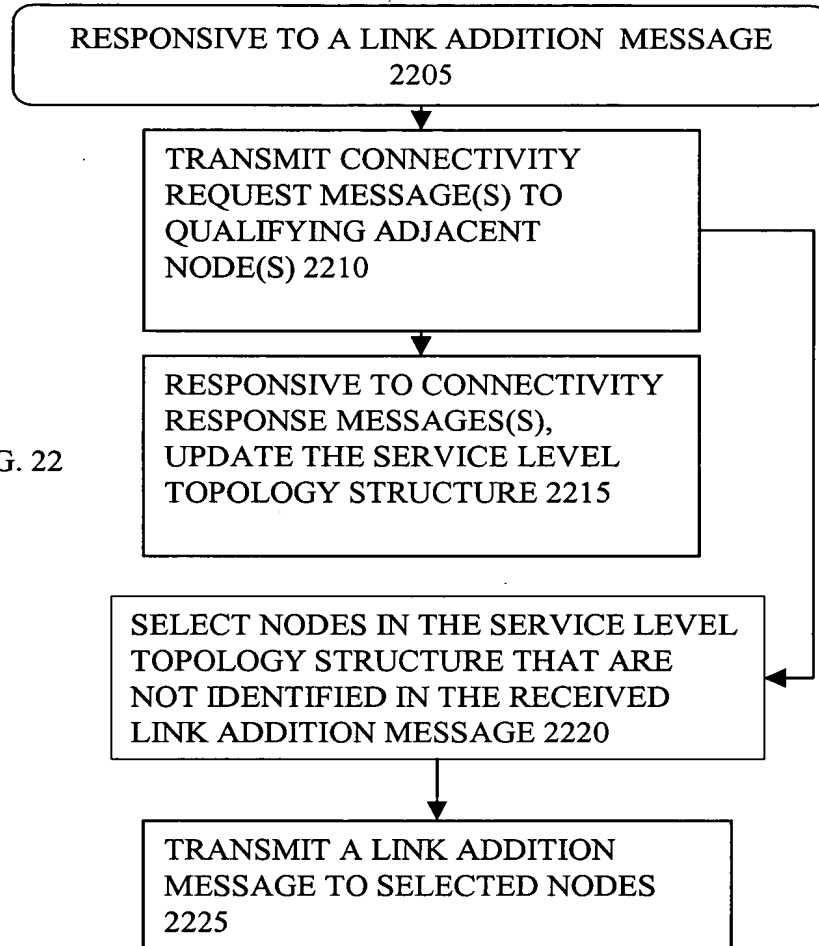 RESPONSIVE TO A LINK ADDITION MESSAGE
2205
TRANSMIT CONNECTIVITY
REQUEST MESSAGE(S) TO
QUALIFYING ADJACENT
NODE(S) 2210
RESPONSIVE TO CONNECTIVITY
RESPONSE MESSAGES(S),
UPDATE THE SERVICE LEVEL
TOPOLOGY STRUCTURE 2215
G. 22
SELECT NODES IN THE SERVICE LEVEL
TOPOLOGY STRUCTURE THAT ARE
NOT IDENTIFIED IN THE RECEIVED
LINK ADDITION MESSAGE 2220
TRANSMIT A LINK ADDITION
MESSAGE TO SELECTED NODES
2225